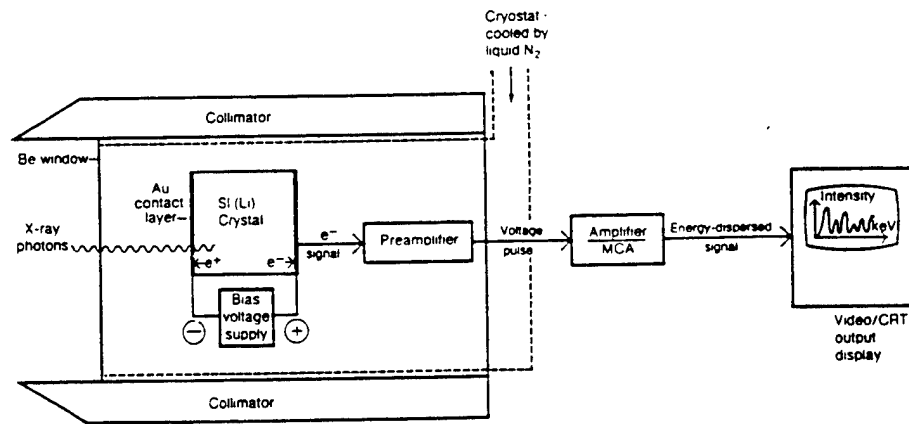 Cryostat
cooled by
liquid N₂
Collimator
Be window
Au
contact
layer
Si (Li)
Crystal
X-ray
photons
e⁺
e⁻
e⁻
signal
Preamplifier
Voltage
pulse
Amplifier
MCA
Energy-dispersed
signal
Intensity
keV
Bias
voltage
supply
−
+
Video/CRT
output
display
Collimator